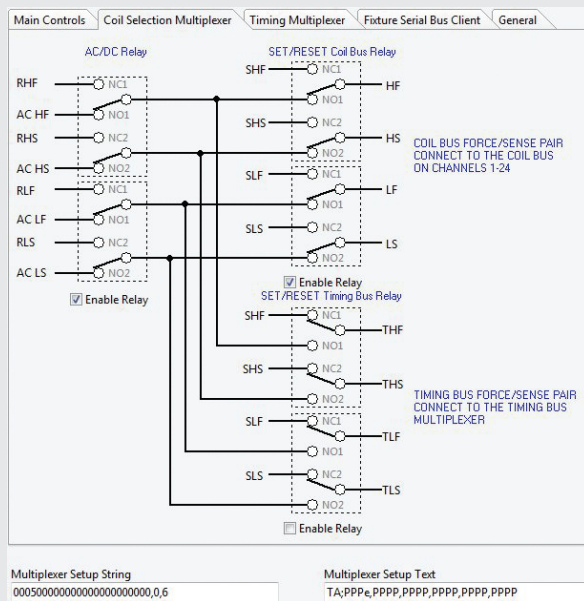 Main Controls Coil Selection Multiplexer Timing Multiplexer Fixture Serial Bus Client General
AC/DC Relay
SET/RESET Coil Bus Relay
RHF
NC1
AC HF
NO1
RHS
NC2
AC HS
NO2
RLF
NC1
AC LF
NO1
RLS
NC2
AC LS
NO2
Enable Relay
SHF
NC1
HF
NO1
SHS
NC2
HS
NO2
SLF
NC1
LF
NO1
SLS
NC2
LS
NO2
Enable Relay
COIL BUS FORCE/SENSE PAIR
CONNECT TO THE COIL BUS
ON CHANNELS 1-24
SET/RESET Timing Bus Relay
SHF
NC1
THF
NO1
SHS
NC2
THS
NO2
SLF
NC1
TLF
NO1
SLS
NC2
TLS
NO2
Enable Relay
TIMING BUS FORCE/SENSE PAIR
CONNECT TO THE TIMING BUS
MULTIPLEXER
Multiplexer Setup String
Multiplexer Setup Text
TA;PPPe,PPPP,PPPP,PPPP,PPPP,PPPP